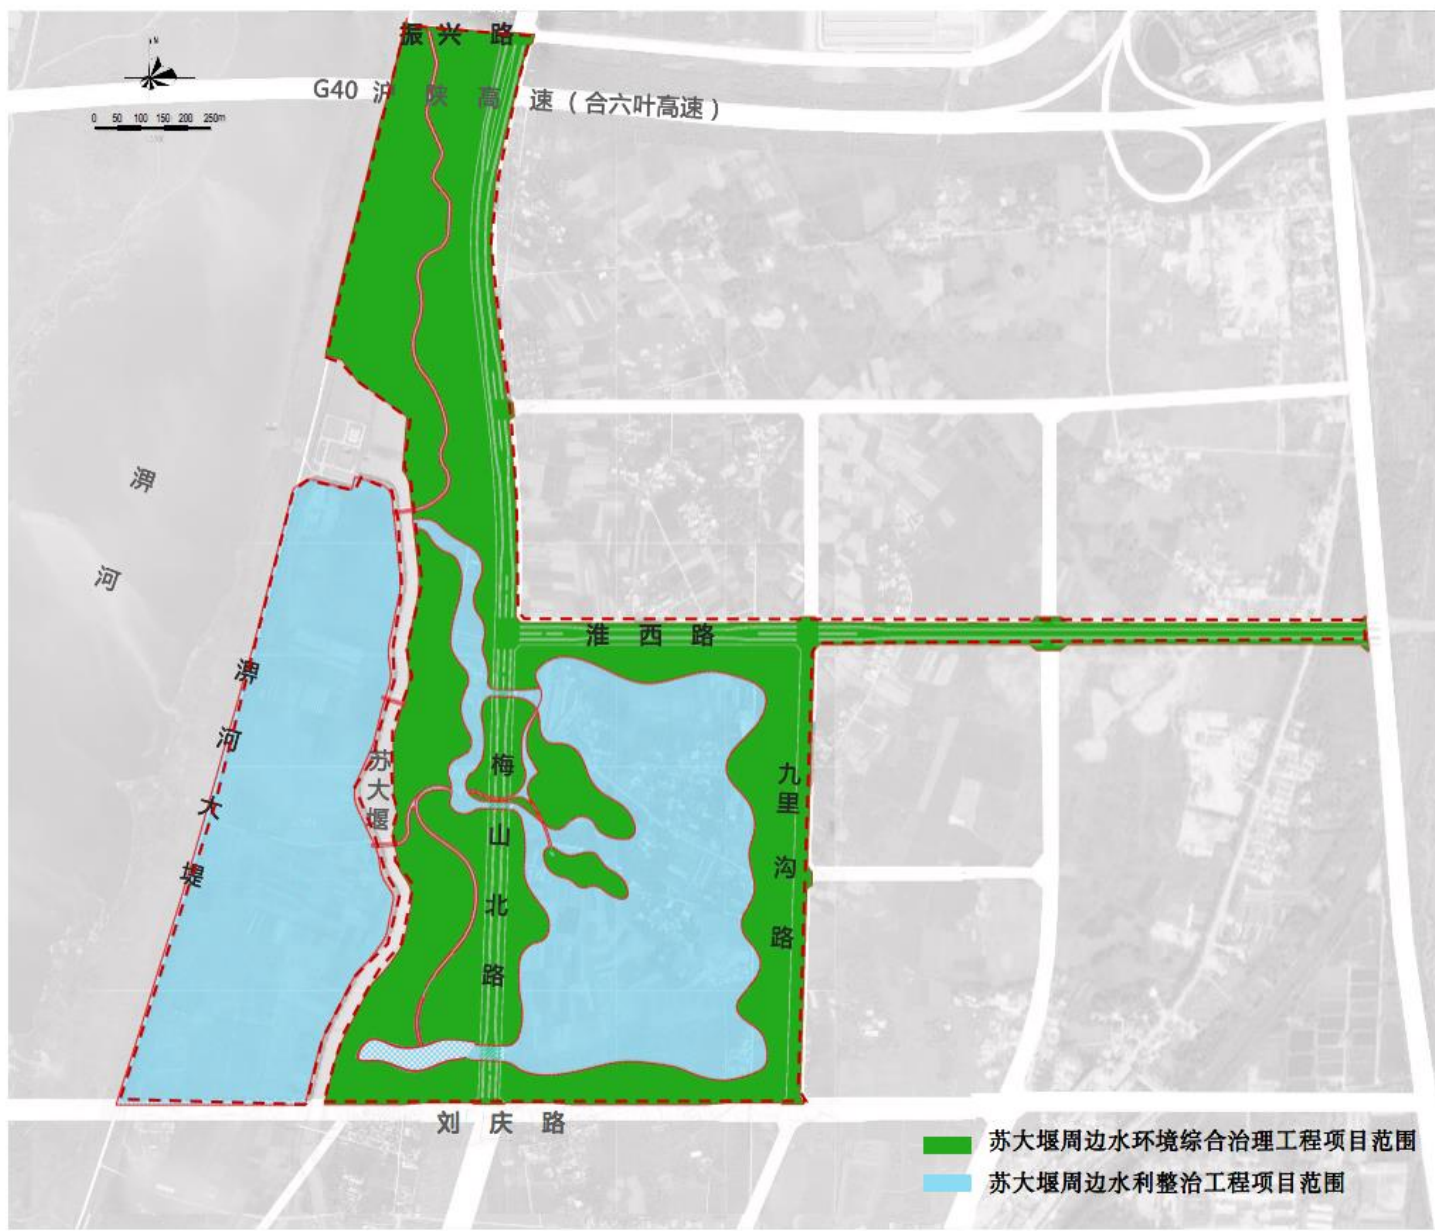 振兴路
N
G40 沪陕高速（合六叶高速）
0 50 100 150 200 250m
淠河
淮西路
淠河大堤
苏大堰
梅山北路
九里沟路
刘庆路
苏大堰周边水环境综合治理工程项目范围
苏大堰周边水利整治工程项目范围